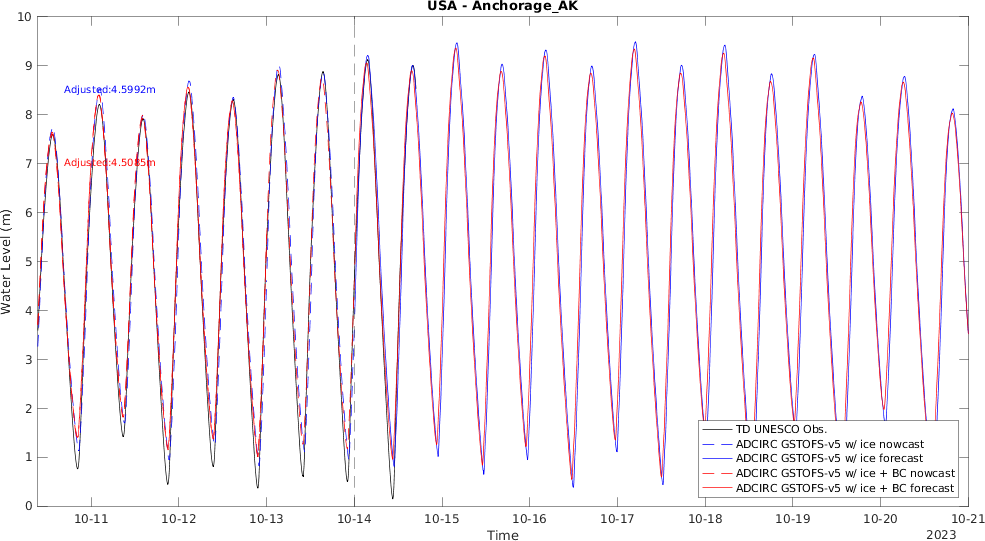 USA - Anchorage_AK
10
9
8
7
6
5
4
3
2
1
0
Water Level (m)
Adjusted:4.5992m
Adjusted:4.5085m
TD UNESCO Obs.
ADCIRC GSTOFS-v5 w/ ice nowcast
ADCIRC GSTOFS-v5 w/ ice forecast
ADCIRC GSTOFS-v5 w/ ice + BC nowcast
ADCIRC GSTOFS-v5 w/ ice + BC forecast
10-11 10-12 10-13 10-14 10-15 10-16 10-17 10-18 10-19 10-20 10-21
Time
2023